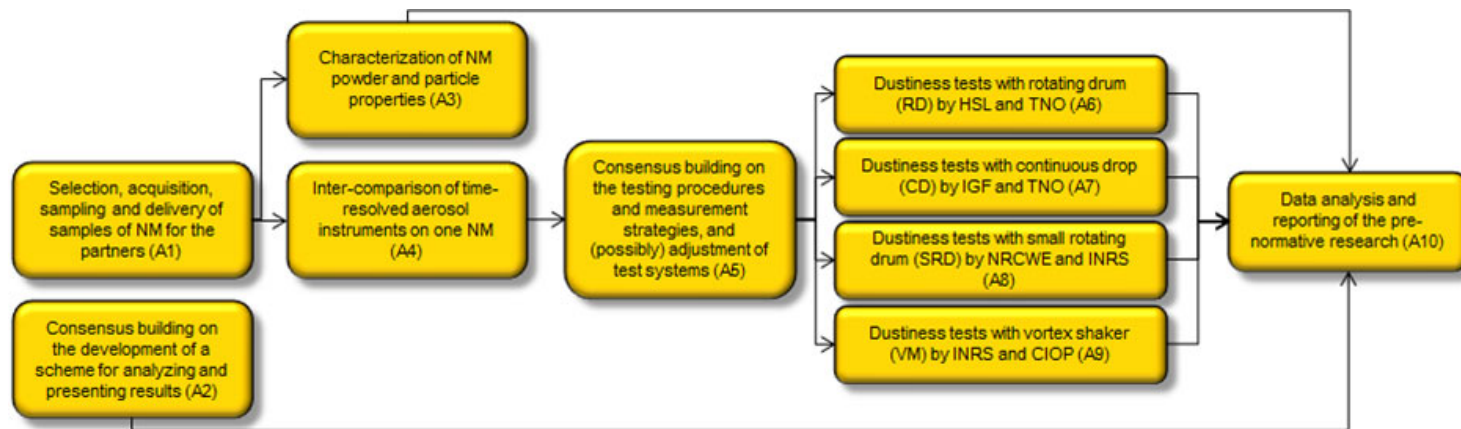 Selection, acquisition,
sampling and delivery of
samples of NM for the
partners (A1)
Consensus building on
the development of a
scheme for analyzing and
presenting results (A2)
Characterization of NM
powder and particle
properties (A3)
Inter-comparison of time-
resolved aerosol
instruments on one NM
(A4)
Consensus building on
the testing procedures
and measurement
strategies, and
(possibly) adjustment of
test systems (A5)
Dustiness tests with rotating drum
(RD) by HSL and TNO (A6)
Dustiness tests with continuous drop
(CD) by IGF and TNO (A7)
Dustiness tests with small rotating
drum (SRD) by NRCWE and INRS
(A8)
Dustiness tests with vortex shaker
(VM) by INRS and CIOP (A9)
Data analysis and
reporting of the pre-
normative research (A10)